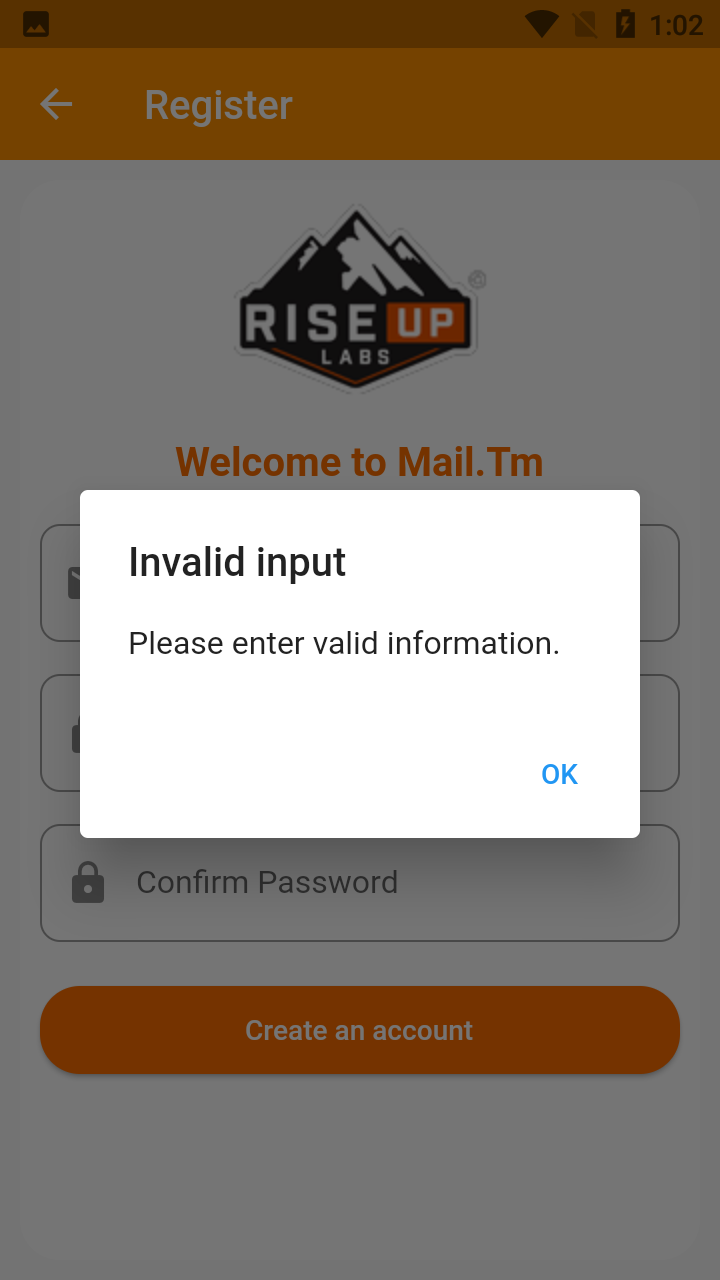 1:02
Register
RISE UP
LABS
Welcome to Mail.Tm
Invalid input
Please enter valid information.
OK
Confirm Password
Create an account